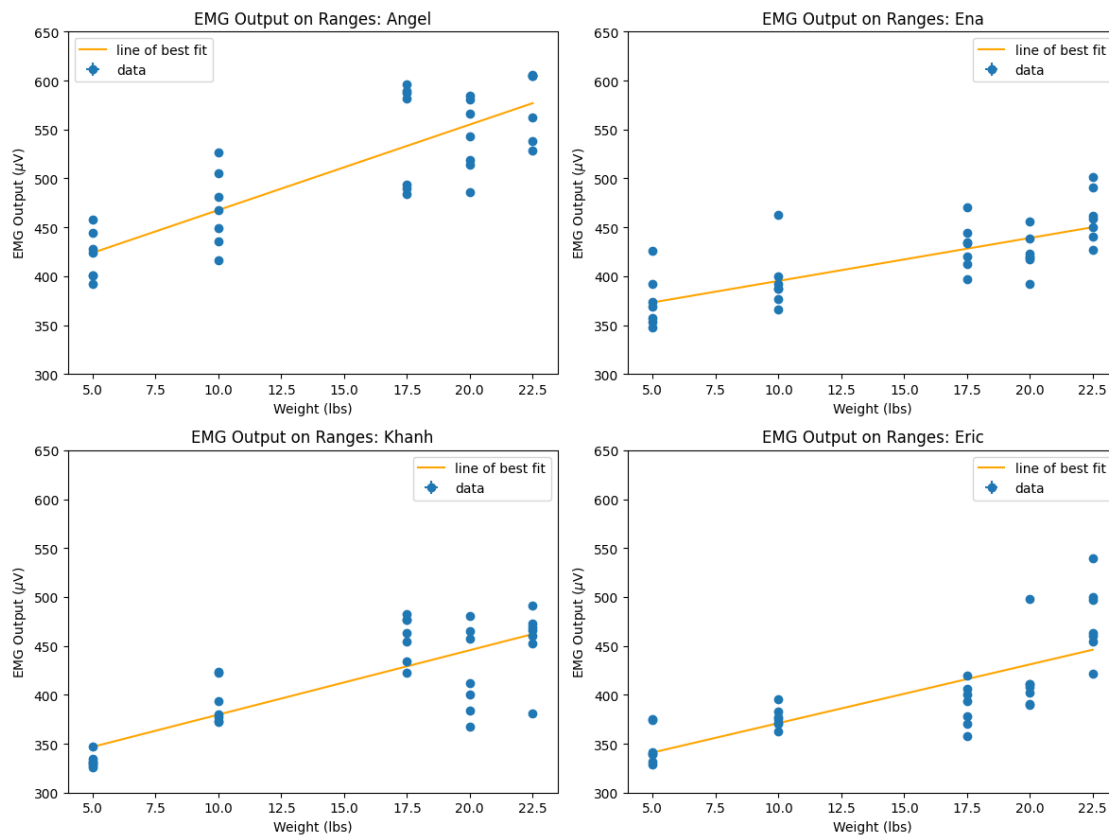 EMG Output on Ranges: Angel
650
600
550
500
450
400
350
300
EMG Output (μV)
line of best fit
data
5.0 7.5 10.0 12.5 15.0 17.5 20.0 22.5
Weight (lbs)
EMG Output on Ranges: Ena
650
600
550
500
450
400
350
300
EMG Output (μV)
line of best fit
data
5.0 7.5 10.0 12.5 15.0 17.5 20.0 22.5
Weight (lbs)
EMG Output on Ranges: Khanh
650
600
550
500
450
400
350
300
EMG Output (μV)
line of best fit
data
5.0 7.5 10.0 12.5 15.0 17.5 20.0 22.5
Weight (lbs)
EMG Output on Ranges: Eric
650
600
550
500
450
400
350
300
EMG Output (μV)
line of best fit
data
5.0 7.5 10.0 12.5 15.0 17.5 20.0 22.5
Weight (lbs)